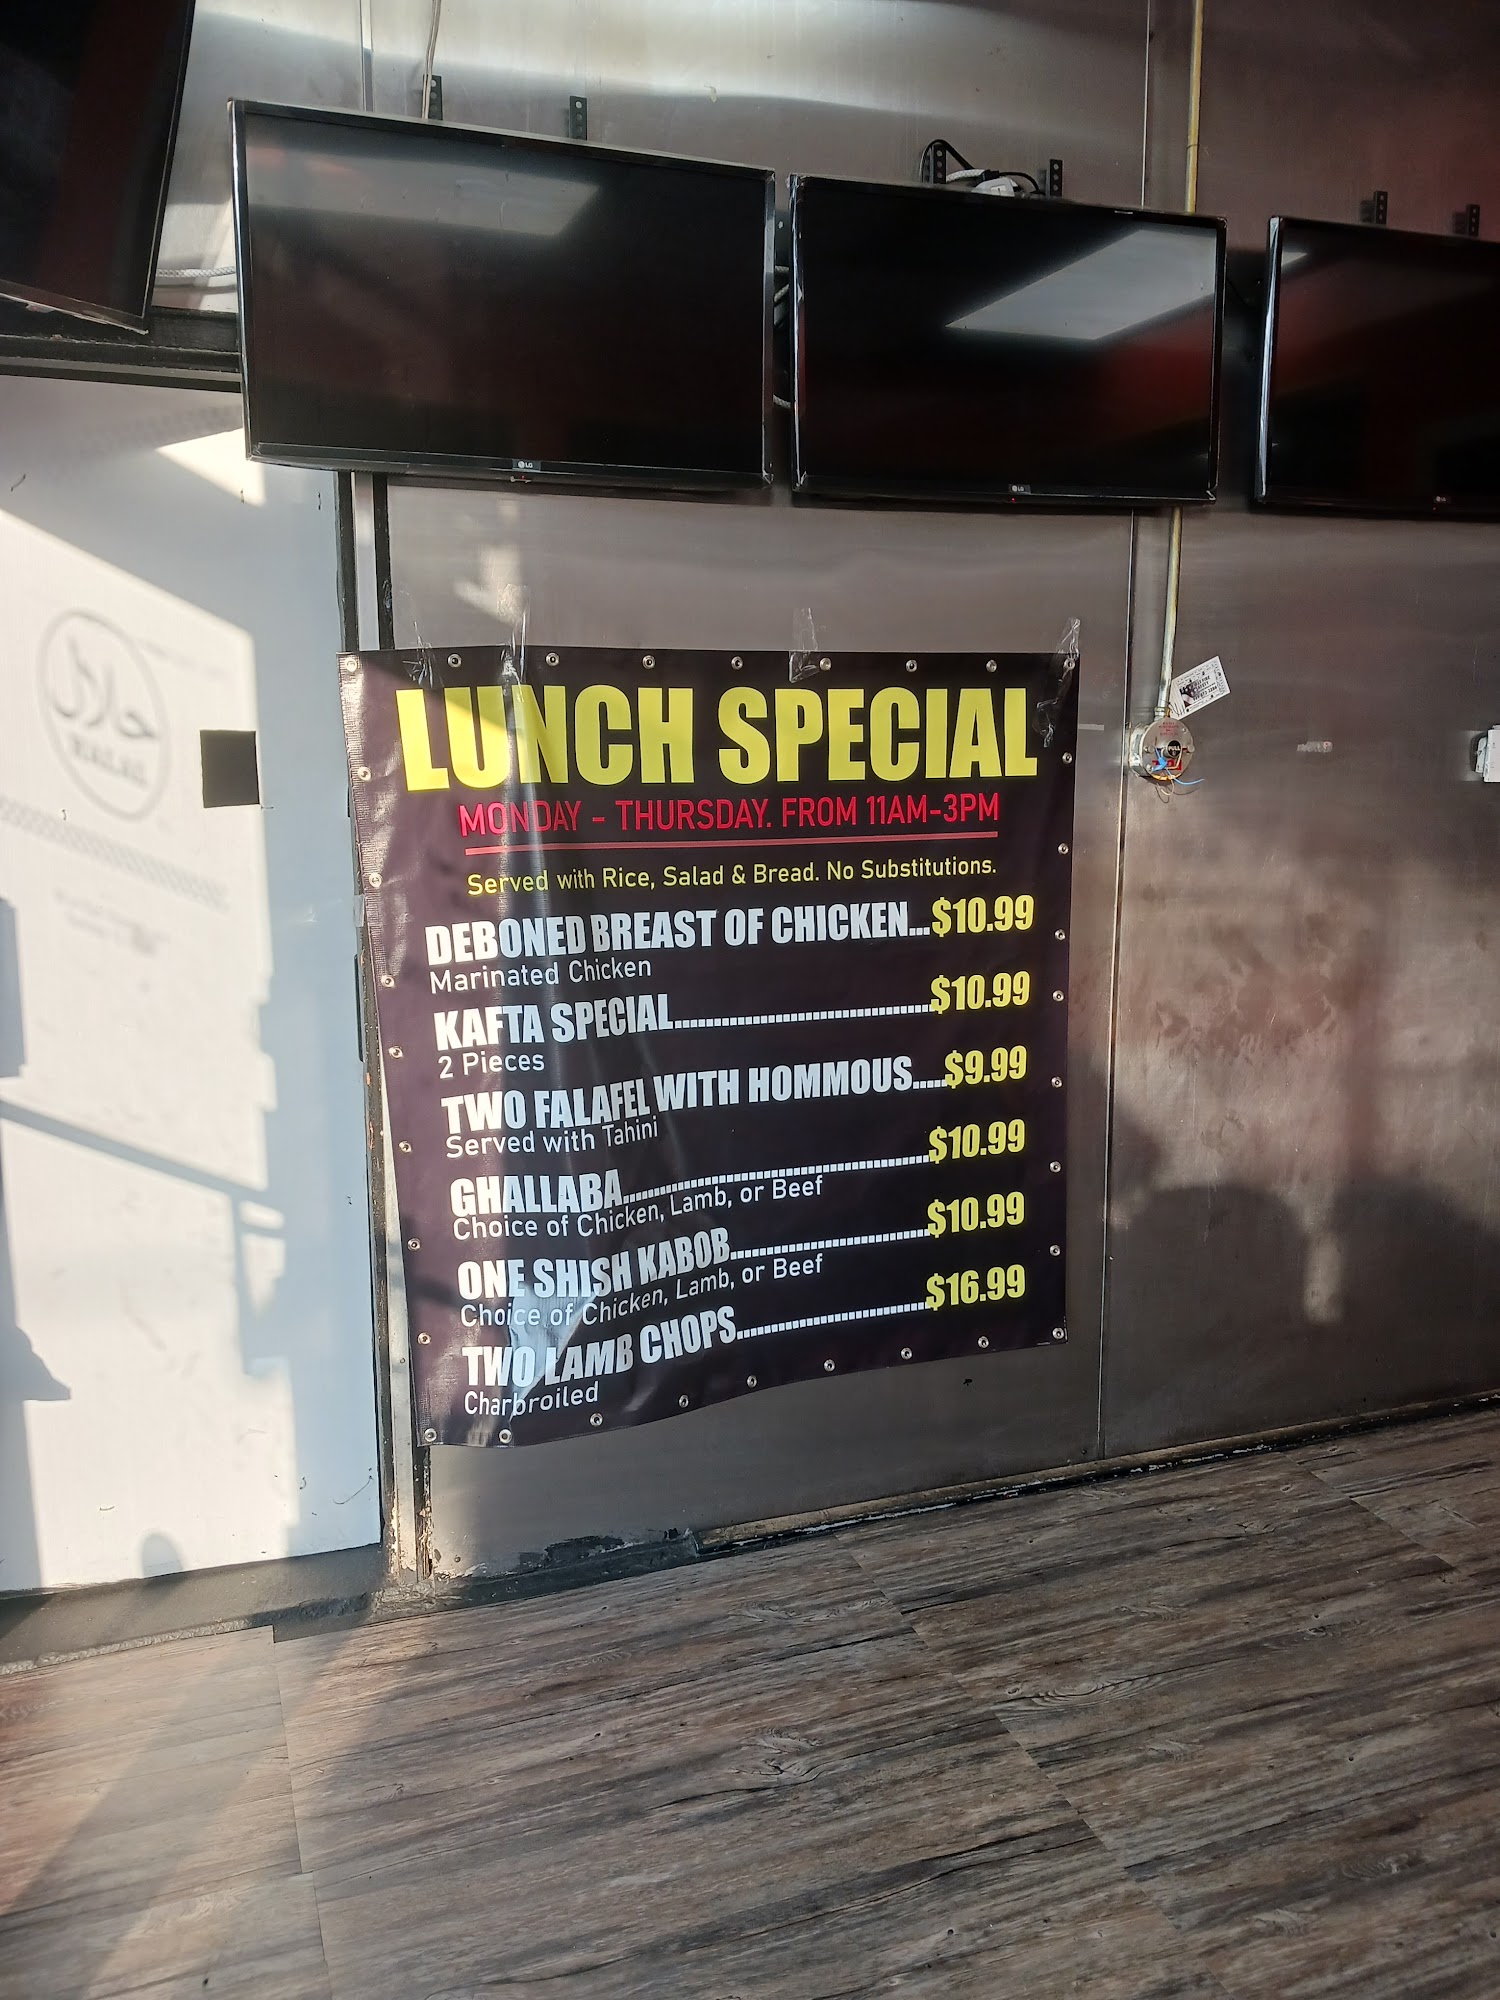 LG
LG
LG
LUNCH SPECIAL
MONDAY - THURSDAY. FROM 11AM-3PM
Served with Rice, Salad & Bread. No Substitutions.
DEBONED BREAST OF CHICKEN...$10.99
Marinated Chicken
KAFTA SPECIAL................................$10.99
2 Pieces
TWO FALAFEL WITH HOMMOUS.....$9.99
Served with Tahini
GHALLABA.......................................$10.99
Choice of Chicken, Lamb, or Beef
ONE SHISH KABOB.........................$10.99
Choice of Chicken, Lamb, or Beef
TWO LAMB CHOPS........................$16.99
Charbroiled
حلال
HALAL
PULL